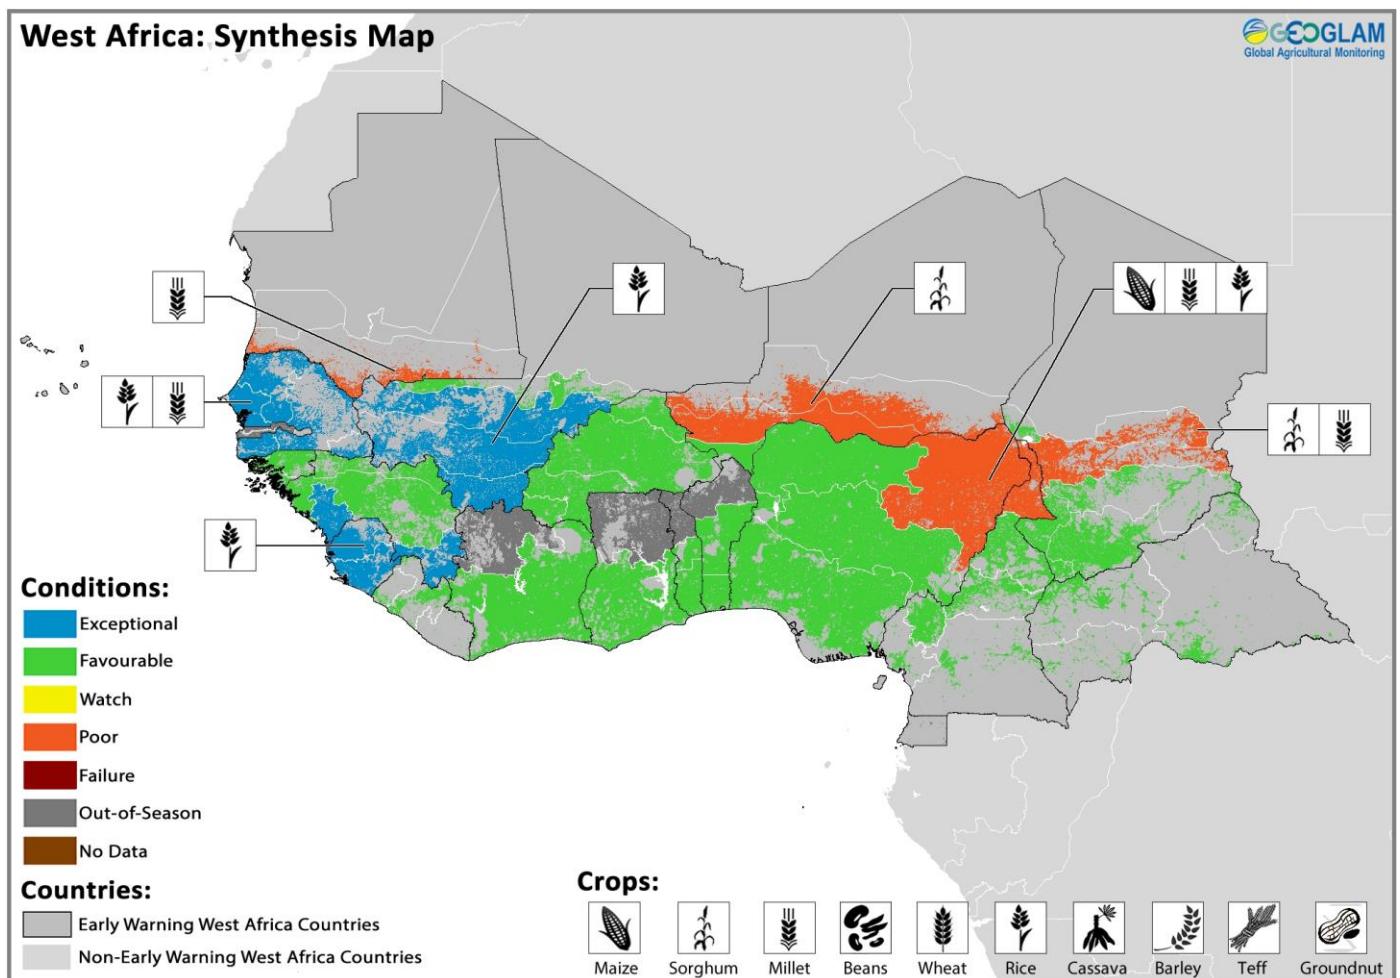 West Africa: Synthesis Map
GEOGLAM
Global Agricultural Monitoring
Conditions:
Exceptional
Favourable
Watch
Poor
Failure
Out-of-Season
No Data
Countries:
Early Warning West Africa Countries
Non-Early Warning West Africa Countries
Crops:
Maize Sorghum Millet Beans Wheat Rice Cassava Barley Teff Groundnut